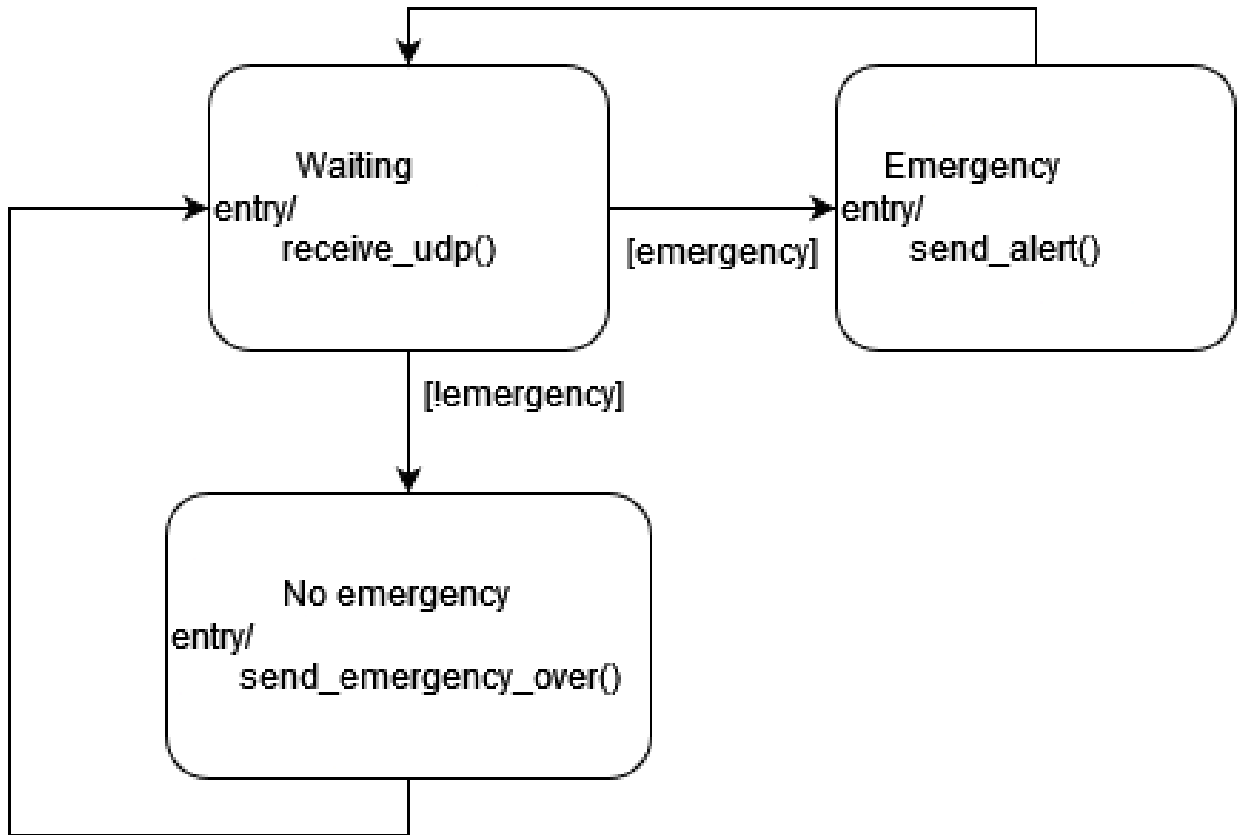 Waiting
entry/
receive_udp()
[emergency]
Emergency
entry/
send_alert()
[!emergency]
No emergency
entry/
send_emergency_over()